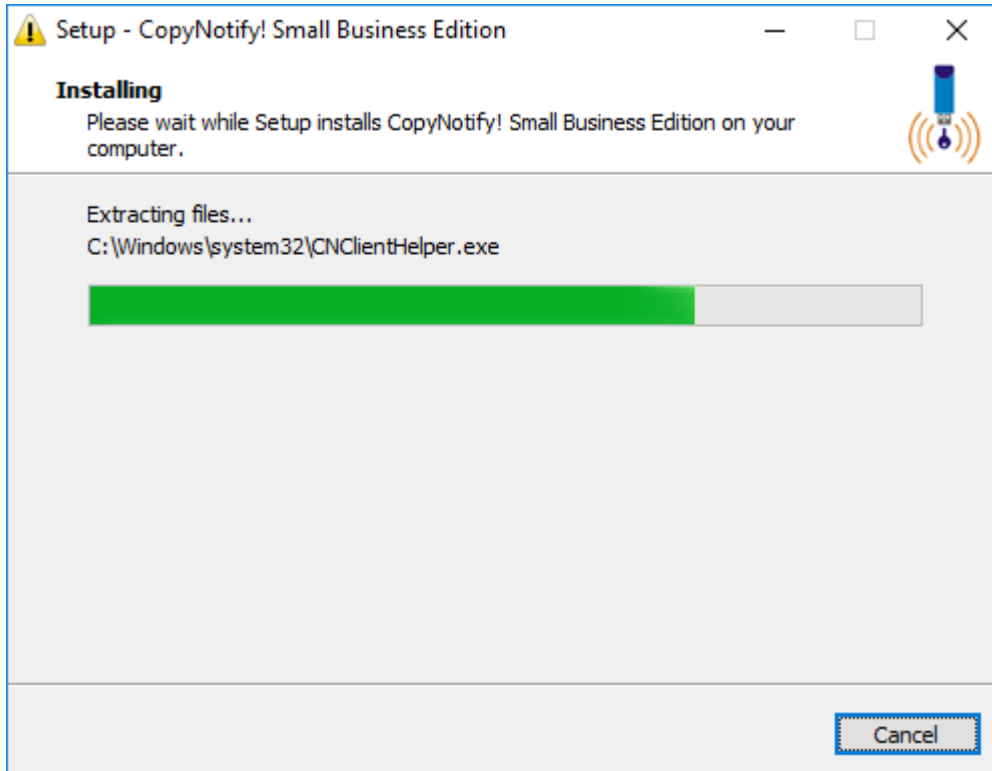 Setup - CopyNotify! Small Business Edition
Installing
Please wait while Setup installs CopyNotify! Small Business Edition on your
computer.
Extracting files...
C:\Windows\system32\CNClientHelper.exe
Cancel